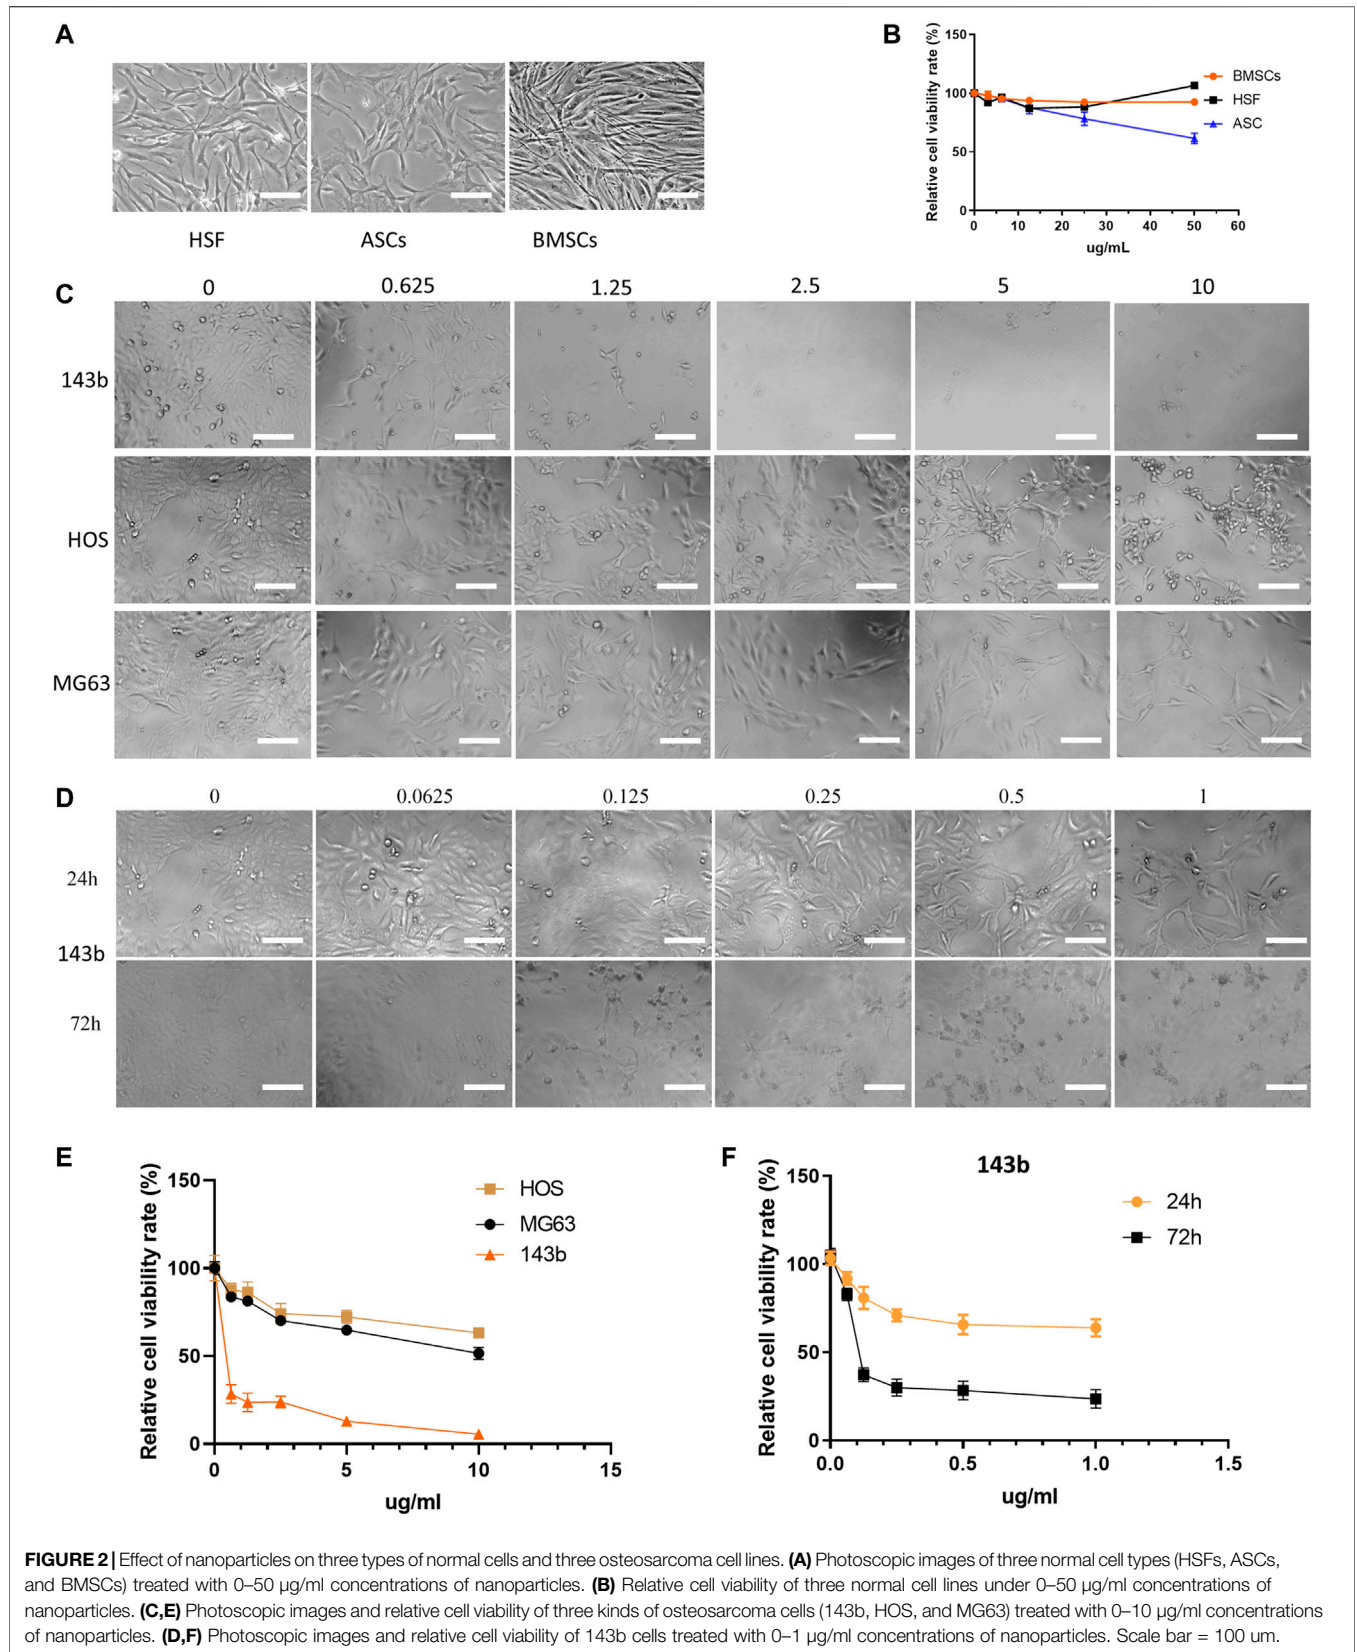 A
HSF
ASCs
BMSCs
B
Relative cell viability rate (%)
150
100
50
0
0 10 20 30 40 50 60
ug/mL
BMSCs
HSF
ASC
C
0 0.625 1.25 2.5 5 10
143b
HOS
MG63
D
0 0.0625 0.125 0.25 0.5 1
24h
143b
72h
E
Relative cell viability rate (%)
150
100
50
0
0 5 10 15
ug/ml
HOS
MG63
143b
F
143b
Relative cell viability rate (%)
150
100
50
0
0.0 0.5 1.0 1.5
ug/ml
24h
72h
FIGURE 2 | Effect of nanoparticles on three types of normal cells and three osteosarcoma cell lines. (A) Photoscopic images of three normal cell types (HSFs, ASCs,
and BMSCs) treated with 0–50 µg/ml concentrations of nanoparticles. (B) Relative cell viability of three normal cell lines under 0–50 µg/ml concentrations of
nanoparticles. (C,E) Photoscopic images and relative cell viability of three kinds of osteosarcoma cells (143b, HOS, and MG63) treated with 0–10 µg/ml concentrations
of nanoparticles. (D,F) Photoscopic images and relative cell viability of 143b cells treated with 0–1 µg/ml concentrations of nanoparticles. Scale bar = 100 um.